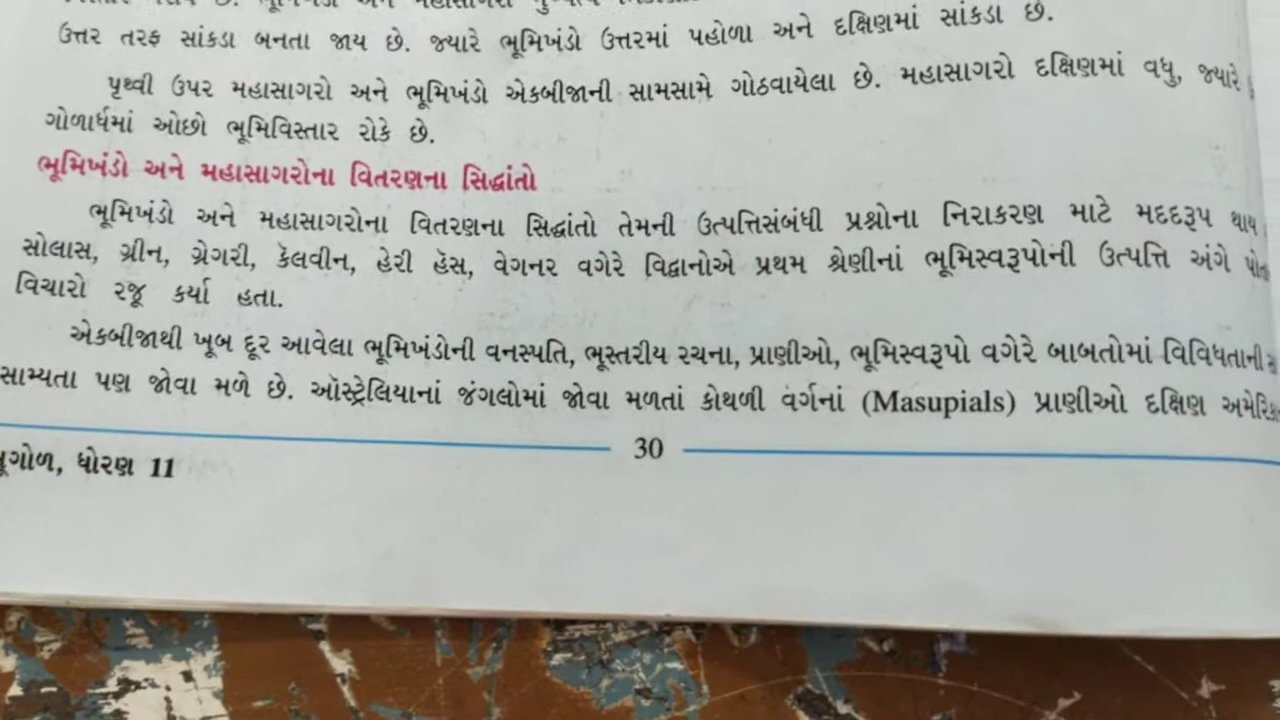 ઉત્તર તરફ સાંકડા બનતા જાય છે. જ્યારે ભૂમિખંડો ઉત્તરમાં પહોળા અને દક્ષિણમાં સાંકડા છે.
પૃથ્વી ઉપર મહાસાગરો અને ભૂમિખંડો એકબીજાની સામસામે ગોઠવાયેલા છે. મહાસાગરો દક્ષિણમાં વધુ, જ્યારે
ગોળાર્ધમાં ઓછો ભૂમિવિસ્તાર રોકે છે.
ભૂમિખંડો અને મહાસાગરોના વિતરણના સિદ્ધાંતો
ભૂમિખંડો અને મહાસાગરોના વિતરણના સિદ્ધાંતો તેમની ઉત્પત્તિસંબંધી પ્રશ્નોના નિરાકરણ માટે મદદરૂપ થાય
સોલાસ, ગ્રીન, ગ્રેગરી, કૅલવીન, હેરી હૅસ, વેગનર વગેરે વિદ્વાનોએ પ્રથમ શ્રેણીનાં ભૂમિસ્વરૂપોની ઉત્પત્તિ અંગે
વિચારો રજૂ કર્યા હતા.
એકબીજાથી ખૂબ દૂર આવેલા ભૂમિખંડોની વનસ્પતિ, ભૂસ્તરીય રચના, પ્રાણીઓ, ભૂમિસ્વરૂપો વગેરે બાબતોમાં વિવિધતાની
સામ્યતા પણ જોવા મળે છે. ઑસ્ટ્રેલિયાનાં જંગલોમાં જોવા મળતાં કોથળી વર્ગનાં (Masupials) પ્રાણીઓ દક્ષિણ
30
ધોરણ 11